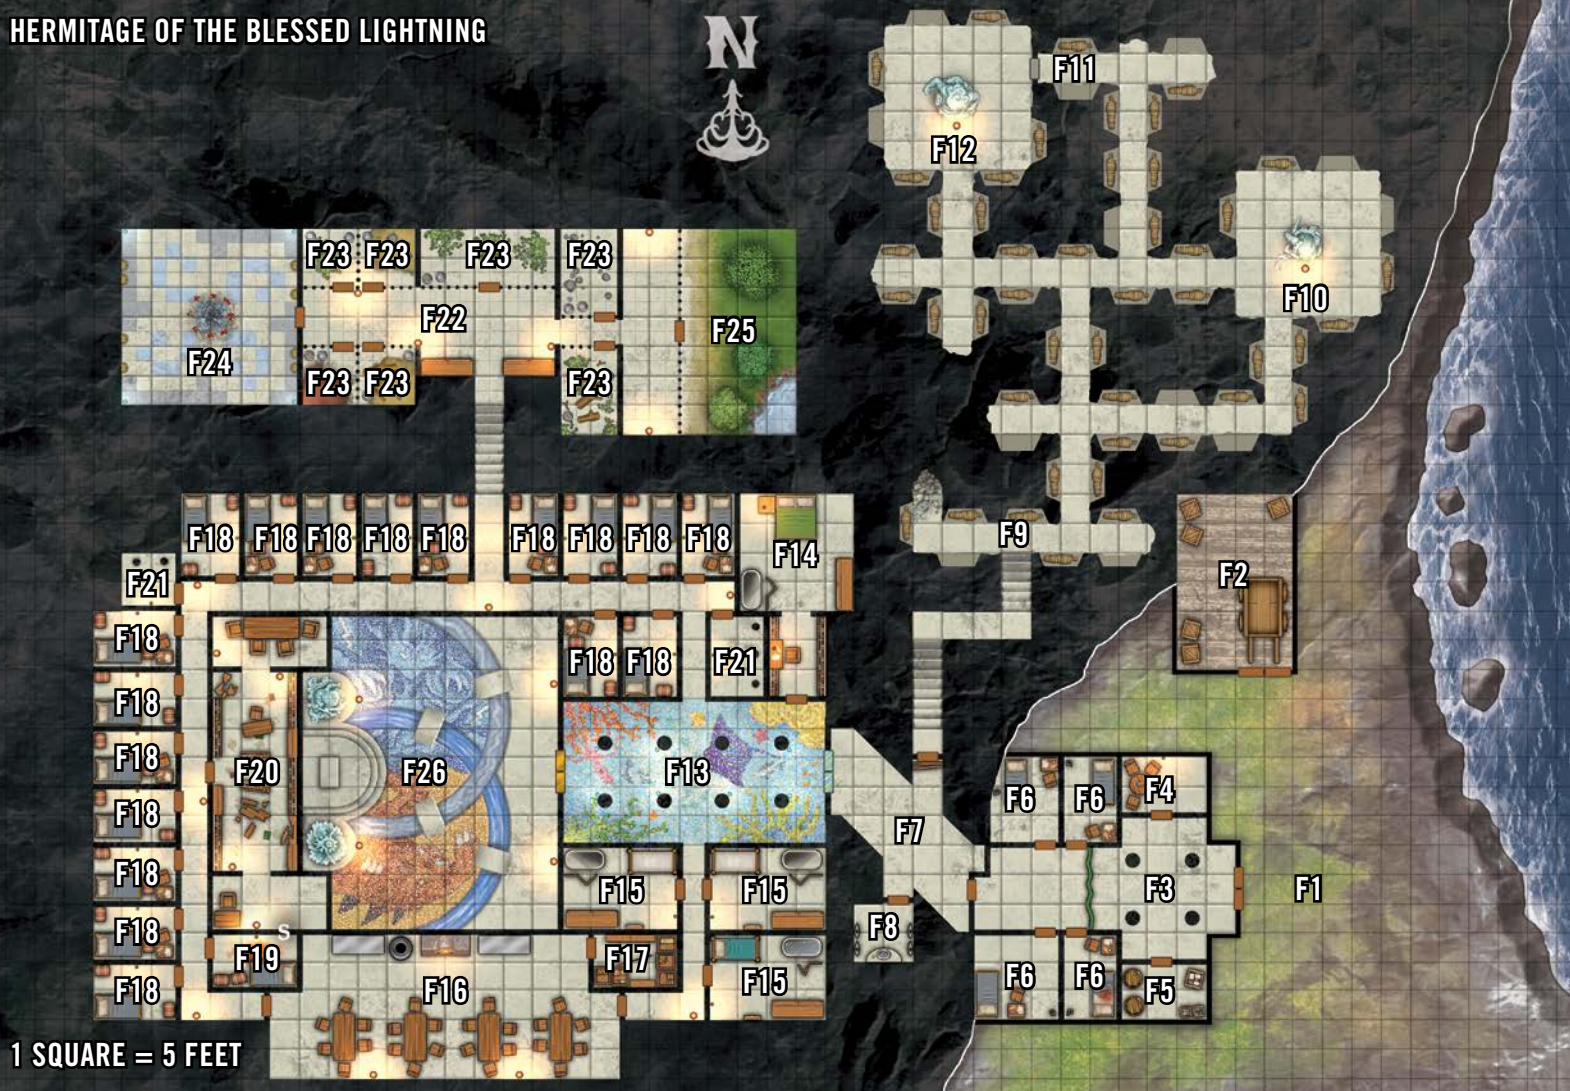 HERMITAGE OF THE BLESSED LIGHTNING
N
F11
F12
F23 F23 F23 F23
F10
F22
F25
F24
F23 F23 F23
F18 F18 F18 F18 F18 F18 F18 F18 F18
F9
F14
F2
F21
F18
F18 F18 F21
F18
F18
F20
F26
F13
F6
F6
F4
F18
F7
F18
F15
F15
F3
F1
F18
S
F8
F19
F17
F6
F6
F15
F18
F16
F5
1 SQUARE = 5 FEET